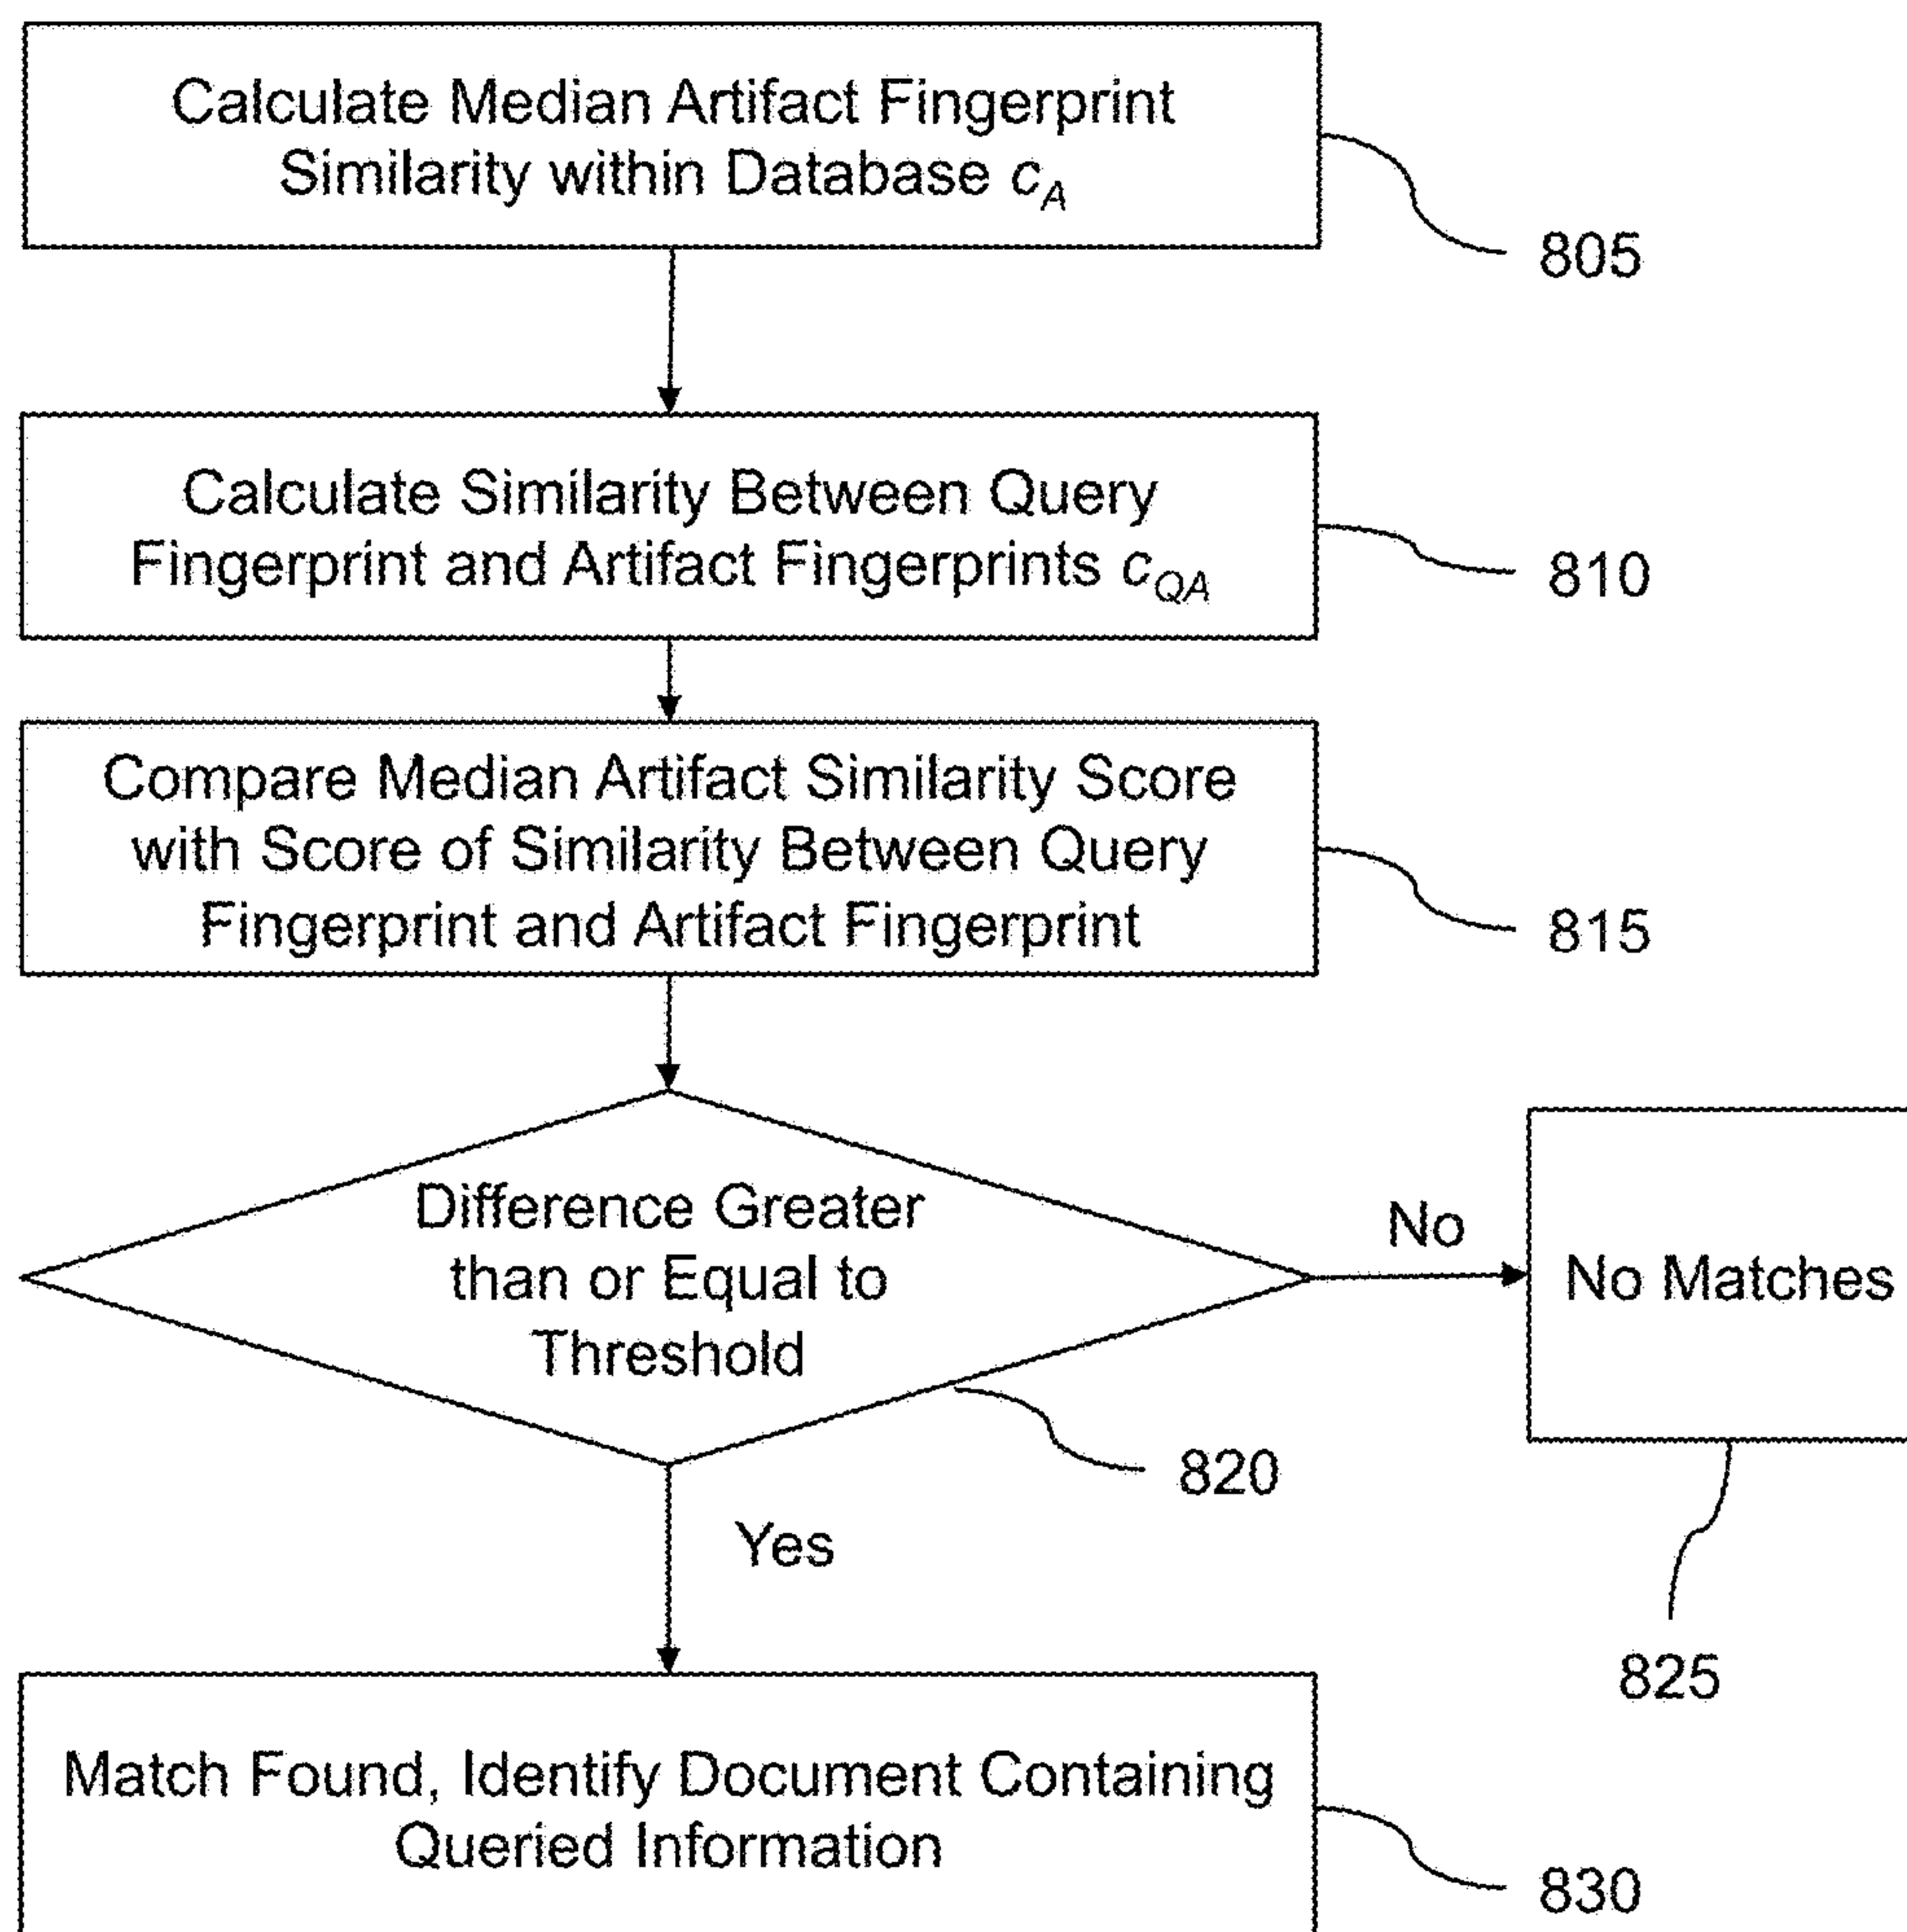 Calculate Median Artifact Fingerprint
Similarity within Database c_A
805
Calculate Similarity Between Query
Fingerprint and Artifact Fingerprints c_QA
810
Compare Median Artifact Similarity Score
with Score of Similarity Between Query
Fingerprint and Artifact Fingerprint
815
Difference Greater
than or Equal to
Threshold
820
No
No Matches
825
Yes
Match Found, Identify Document Containing
Queried Information
830